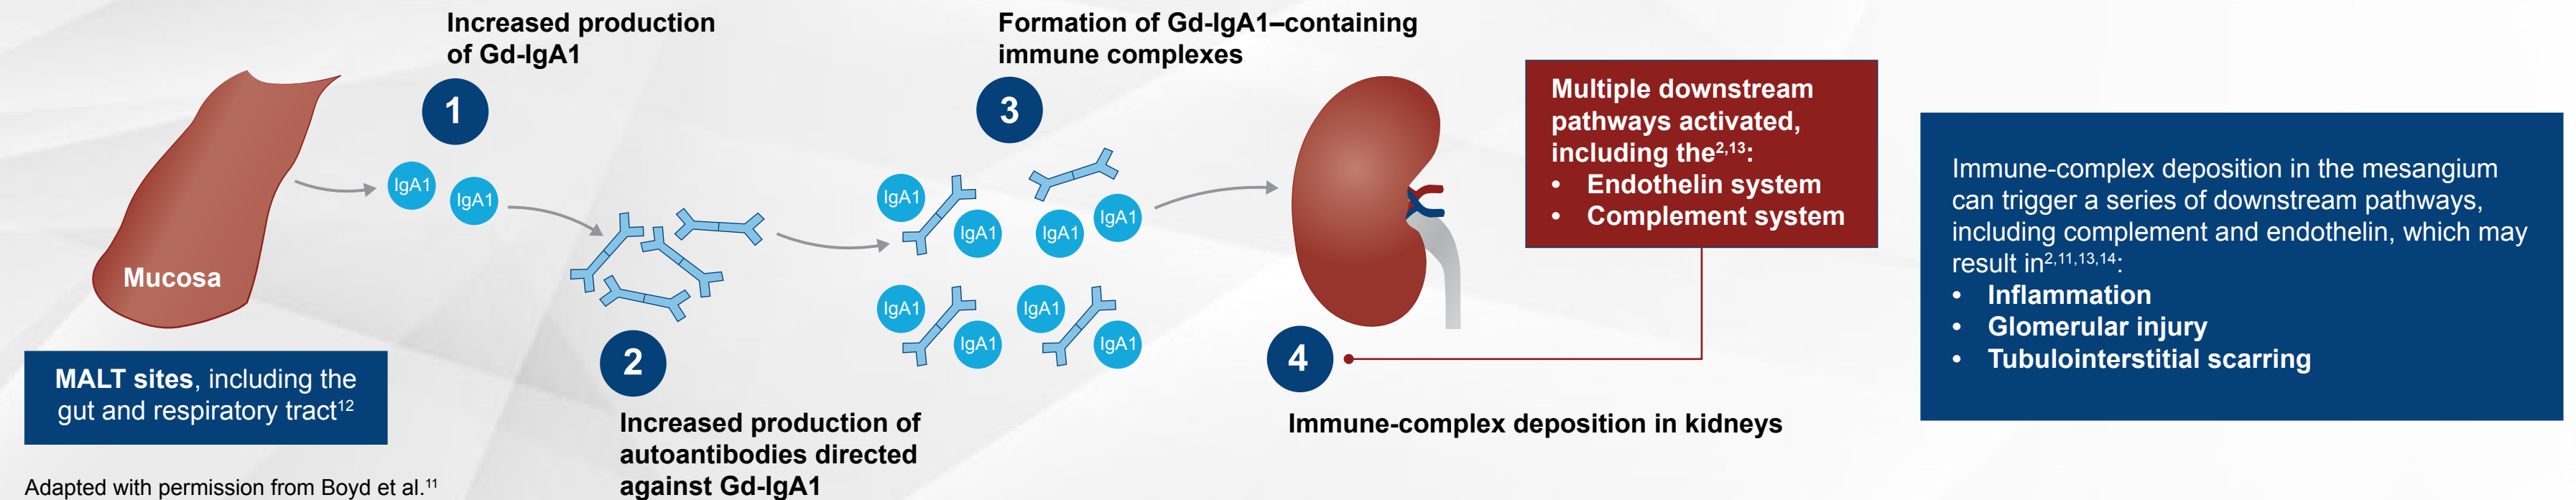 Increased production
of Gd-IgA1
1
Mucosa
MALT sites, including the
gut and respiratory tract12
Adapted with permission from Boyd et al.11
IgA1
IgA1
2
Increased production of
autoantibodies directed
against Gd-IgA1
Formation of Gd-IgA1–containing
immune complexes
3
IgA1
IgA1
IgA1
IgA1
IgA1
IgA1
IgA1
IgA1
4
Immune-complex deposition in kidneys
Multiple downstream
pathways activated,
including the2,13:
• Endothelin system
• Complement system
Immune-complex deposition in the mesangium
can trigger a series of downstream pathways,
including complement and endothelin, which may
result in2,11,13,14:
• Inflammation
• Glomerular injury
• Tubulointerstitial scarring